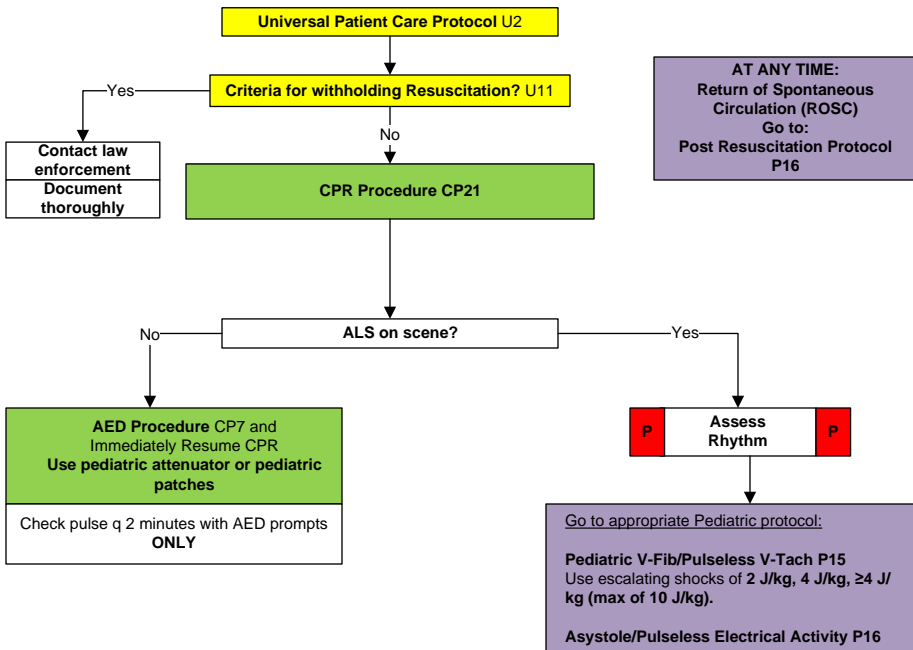 Universal Patient Care Protocol U2
Yes
Criteria for withholding Resuscitation? U11
AT ANY TIME:
Return of Spontaneous
Circulation (ROSC)
Go to:
Post Resuscitation Protocol
P16
No
Contact law
enforcement
Document
thoroughly
CPR Procedure CP21
No
ALS on scene?
Yes
AED Procedure CP7 and
Immediately Resume CPR
Use pediatric attenuator or pediatric
patches
Check pulse q 2 minutes with AED prompts
ONLY
P
Assess
Rhythm
P
Go to appropriate Pediatric protocol:
Pediatric V-Fib/Pulseless V-Tach P15
Use escalating shocks of 2 J/kg, 4 J/kg, ≥4 J/
kg (max of 10 J/kg).
Asystole/Pulseless Electrical Activity P16